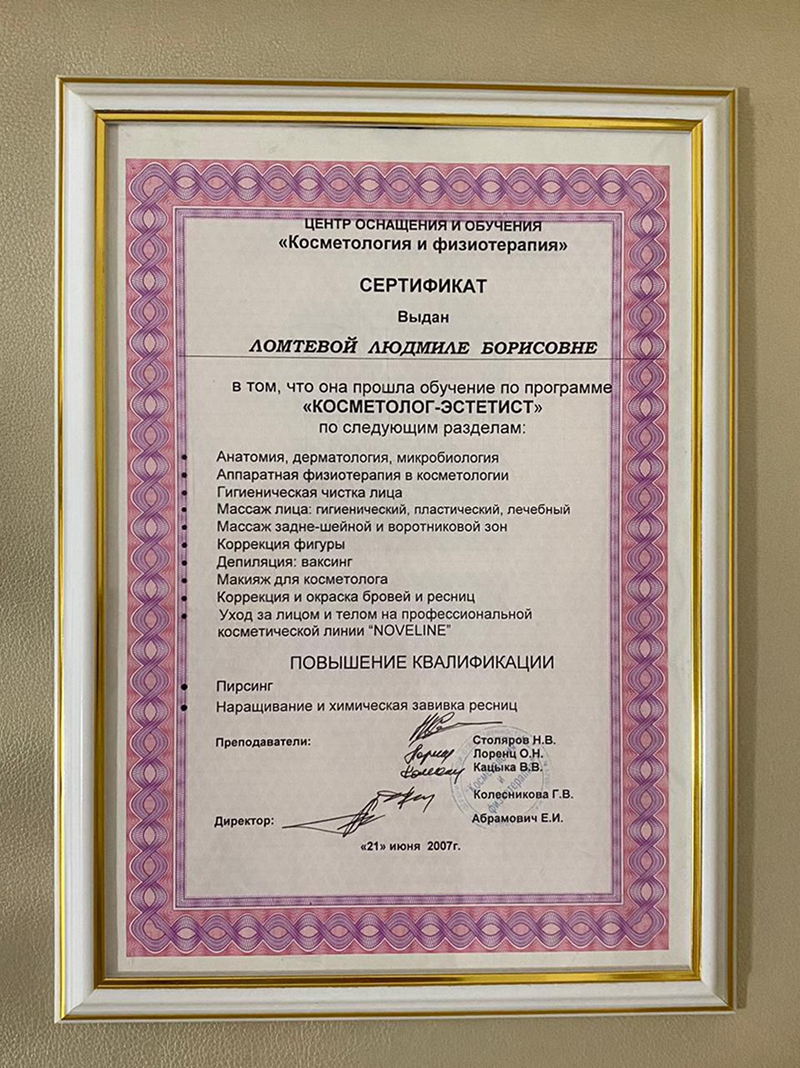 ЦЕНТР ОСНАЩЕНИЯ И ОБУЧЕНИЯ
«Косметология и физиотерапия»
СЕРТИФИКАТ
Выдан
ЛОМТЕВОЙ ЛЮДМИЛЕ БОРИСОВНЕ
в том, что она прошла обучение по программе
«КОСМЕТОЛОГ-ЭСТЕТИСТ»
по следующим разделам:
• Анатомия, дерматология, микробиология
• Аппаратная физиотерапия в косметологии
• Гигиеническая чистка лица
• Массаж лица: гигиенический, пластический, лечебный
• Массаж задне-шейной и воротниковой зон
• Коррекция фигуры
• Депиляция: ваксинг
• Макияж для косметолога
• Коррекция и окраска бровей и ресниц
• Уход за лицом и телом на профессиональной
косметической линии “NOVELINE”
ПОВЫШЕНИЕ КВАЛИФИКАЦИИ
• Пирсинг
• Наращивание и химическая завивка ресниц
Преподаватели: Столяров Н.В.
Лоренц О.Н.
Кацыка В.В.
Колесникова Г.В.
Директор: Абрамович Е.И.
«21» июня 2007г.
Косметология
и
физиотерапия